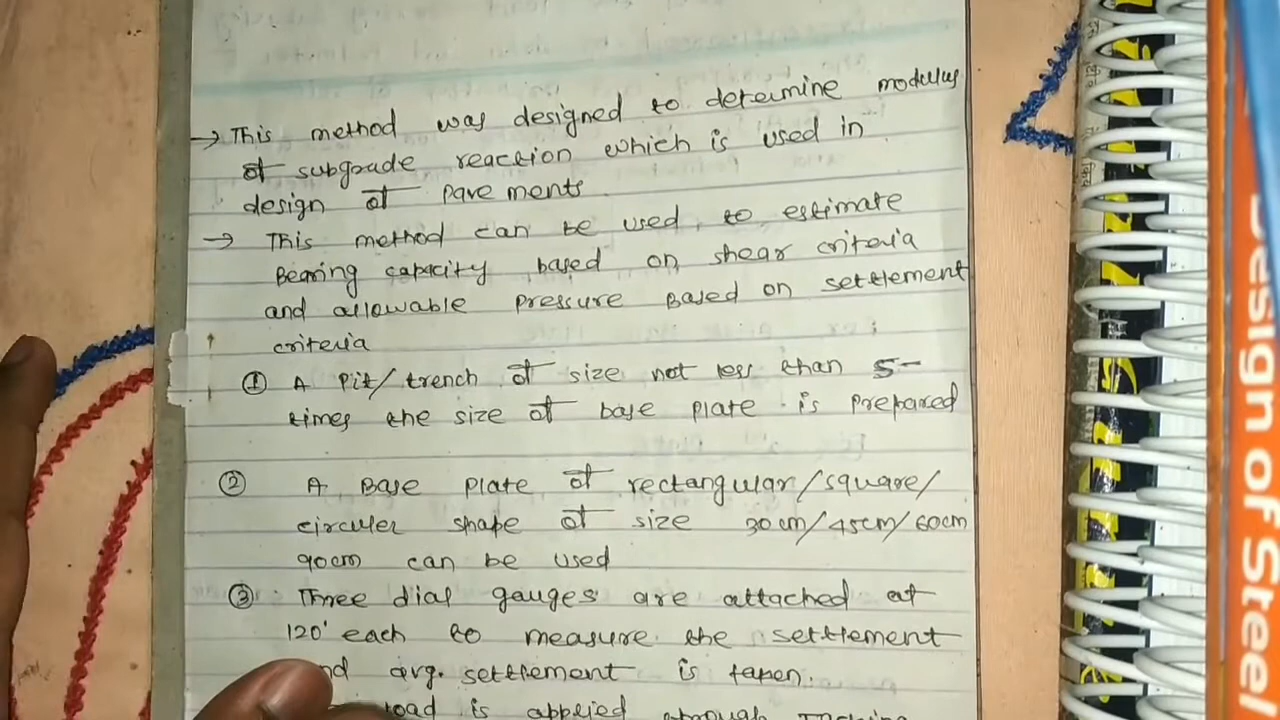 → This method was designed to determine modulus
of subgrade reaction which is used in
design of Pavements
→ This method can be used to estimate
Bearing capacity based on shear criteria
and allowable pressure Based on settlement
criteria
① A Pit/trench of size not less than 5-
times the size of base plate is Prepared
② A Base Plate of rectangular/square/
circuler shape of size 30cm/45cm/60cm
90cm can be used
③ Three dial gauges are attached at
120° each to measure the settlement
nd avg. settlement is taken.
load is applied through
Design of Steel